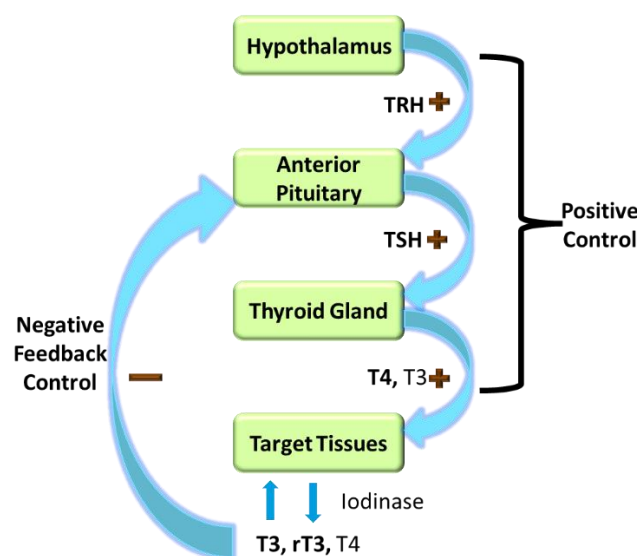 Hypothalamus
TRH
Anterior
Pituitary
Positive
Control
TSH
Thyroid Gland
Negative
Feedback
Control
T4, T3
Target Tissues
Iodinase
T3, rT3, T4